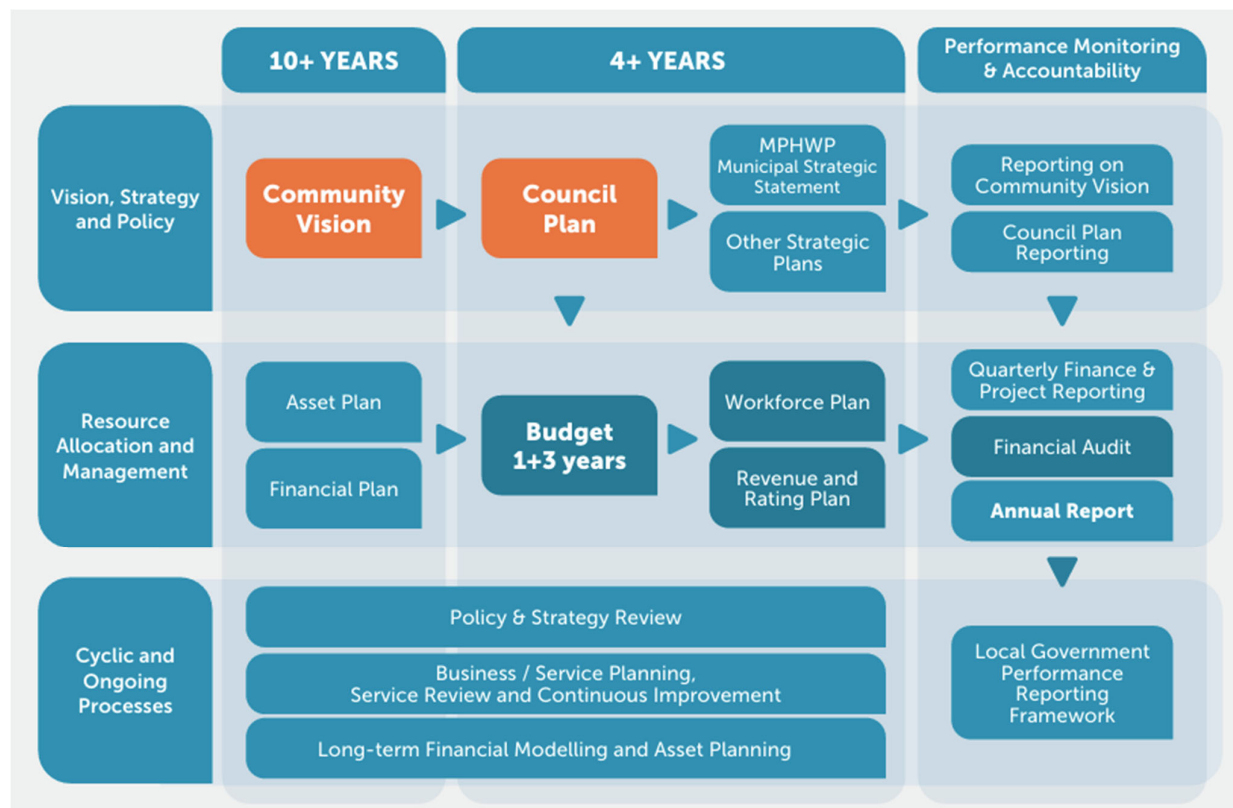 10+ YEARS
4+ YEARS
Performance Monitoring
& Accountability
Vision, Strategy
and Policy
Community
Vision
Council
Plan
MPHWP
Municipal Strategic
Statement
Other Strategic
Plans
Reporting on
Community Vision
Council Plan
Reporting
Resource
Allocation and
Management
Asset Plan
Financial Plan
Budget
1+3 years
Workforce Plan
Revenue and
Rating Plan
Quarterly Finance &
Project Reporting
Financial Audit
Annual Report
Cyclic and
Ongoing
Processes
Policy & Strategy Review
Business / Service Planning,
Service Review and Continuous Improvement
Long-term Financial Modelling and Asset Planning
Local Government
Performance
Reporting
Framework